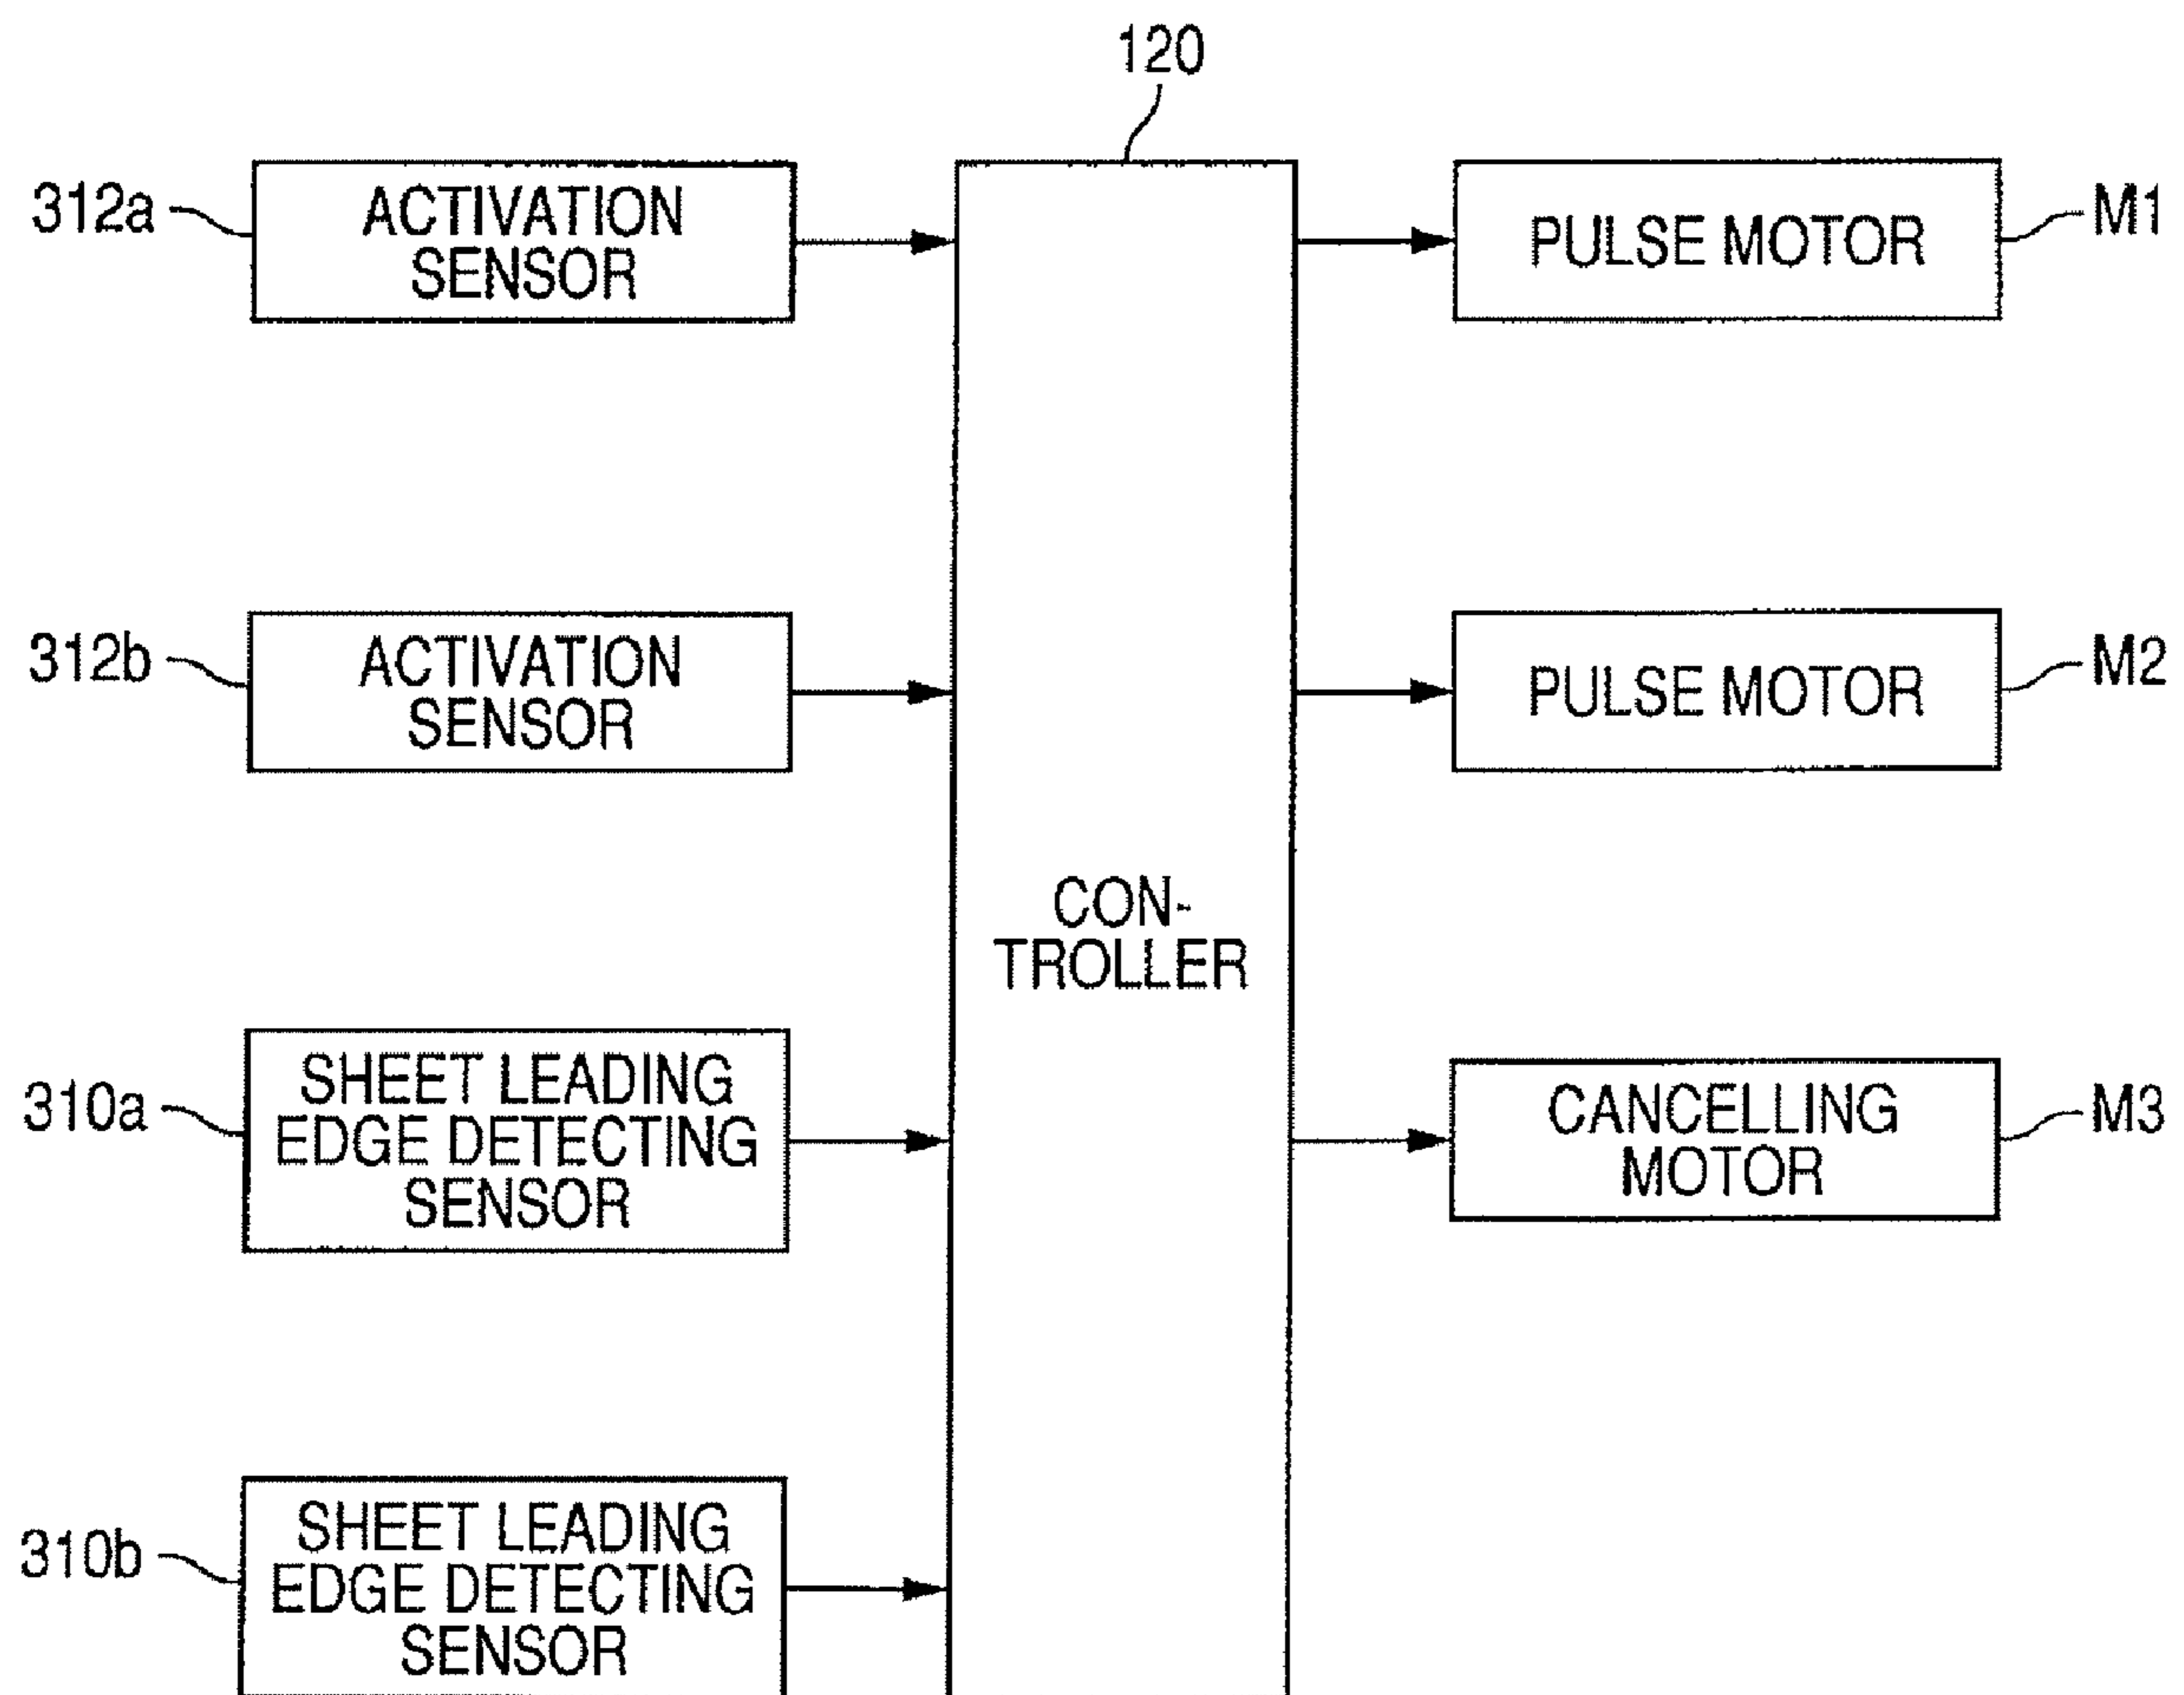 120
312a
ACTIVATION
SENSOR
PULSE MOTOR
M1
312b
ACTIVATION
SENSOR
PULSE MOTOR
M2
CON-
TROLLER
310a
SHEET LEADING
EDGE DETECTING
SENSOR
CANCELLING
MOTOR
M3
310b
SHEET LEADING
EDGE DETECTING
SENSOR